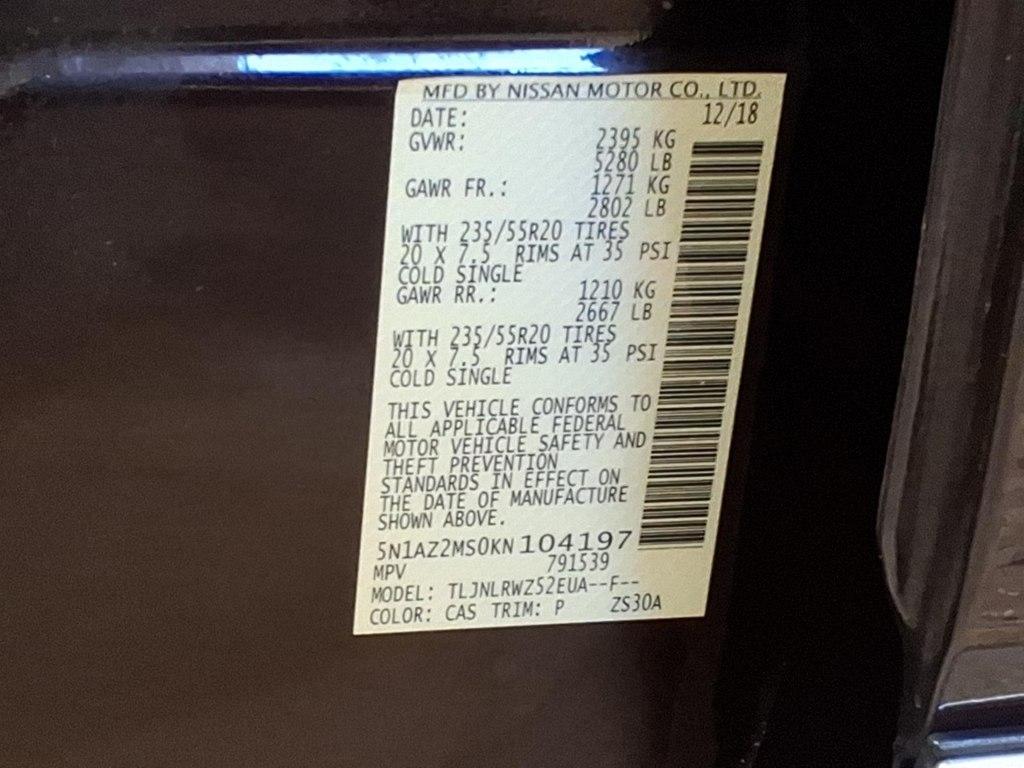 MFD BY NISSAN MOTOR CO., LTD.
DATE: 12/18
GVWR: 2395 KG
5280 LB
GAWR FR.: 1271 KG
2802 LB
WITH 235/55R20 TIRES
20 X 7.5 RIMS AT 35 PSI
COLD SINGLE
GAWR RR.: 1210 KG
2667 LB
WITH 235/55R20 TIRES
20 X 7.5 RIMS AT 35 PSI
COLD SINGLE
THIS VEHICLE CONFORMS TO
ALL APPLICABLE FEDERAL
MOTOR VEHICLE SAFETY AND
THEFT PREVENTION
STANDARDS IN EFFECT ON
THE DATE OF MANUFACTURE
SHOWN ABOVE.
5N1AZ2MS0KN104197
MPV 791539
MODEL: TLJNLRWZ52EUA--F--
COLOR: CAS TRIM: P ZS30A